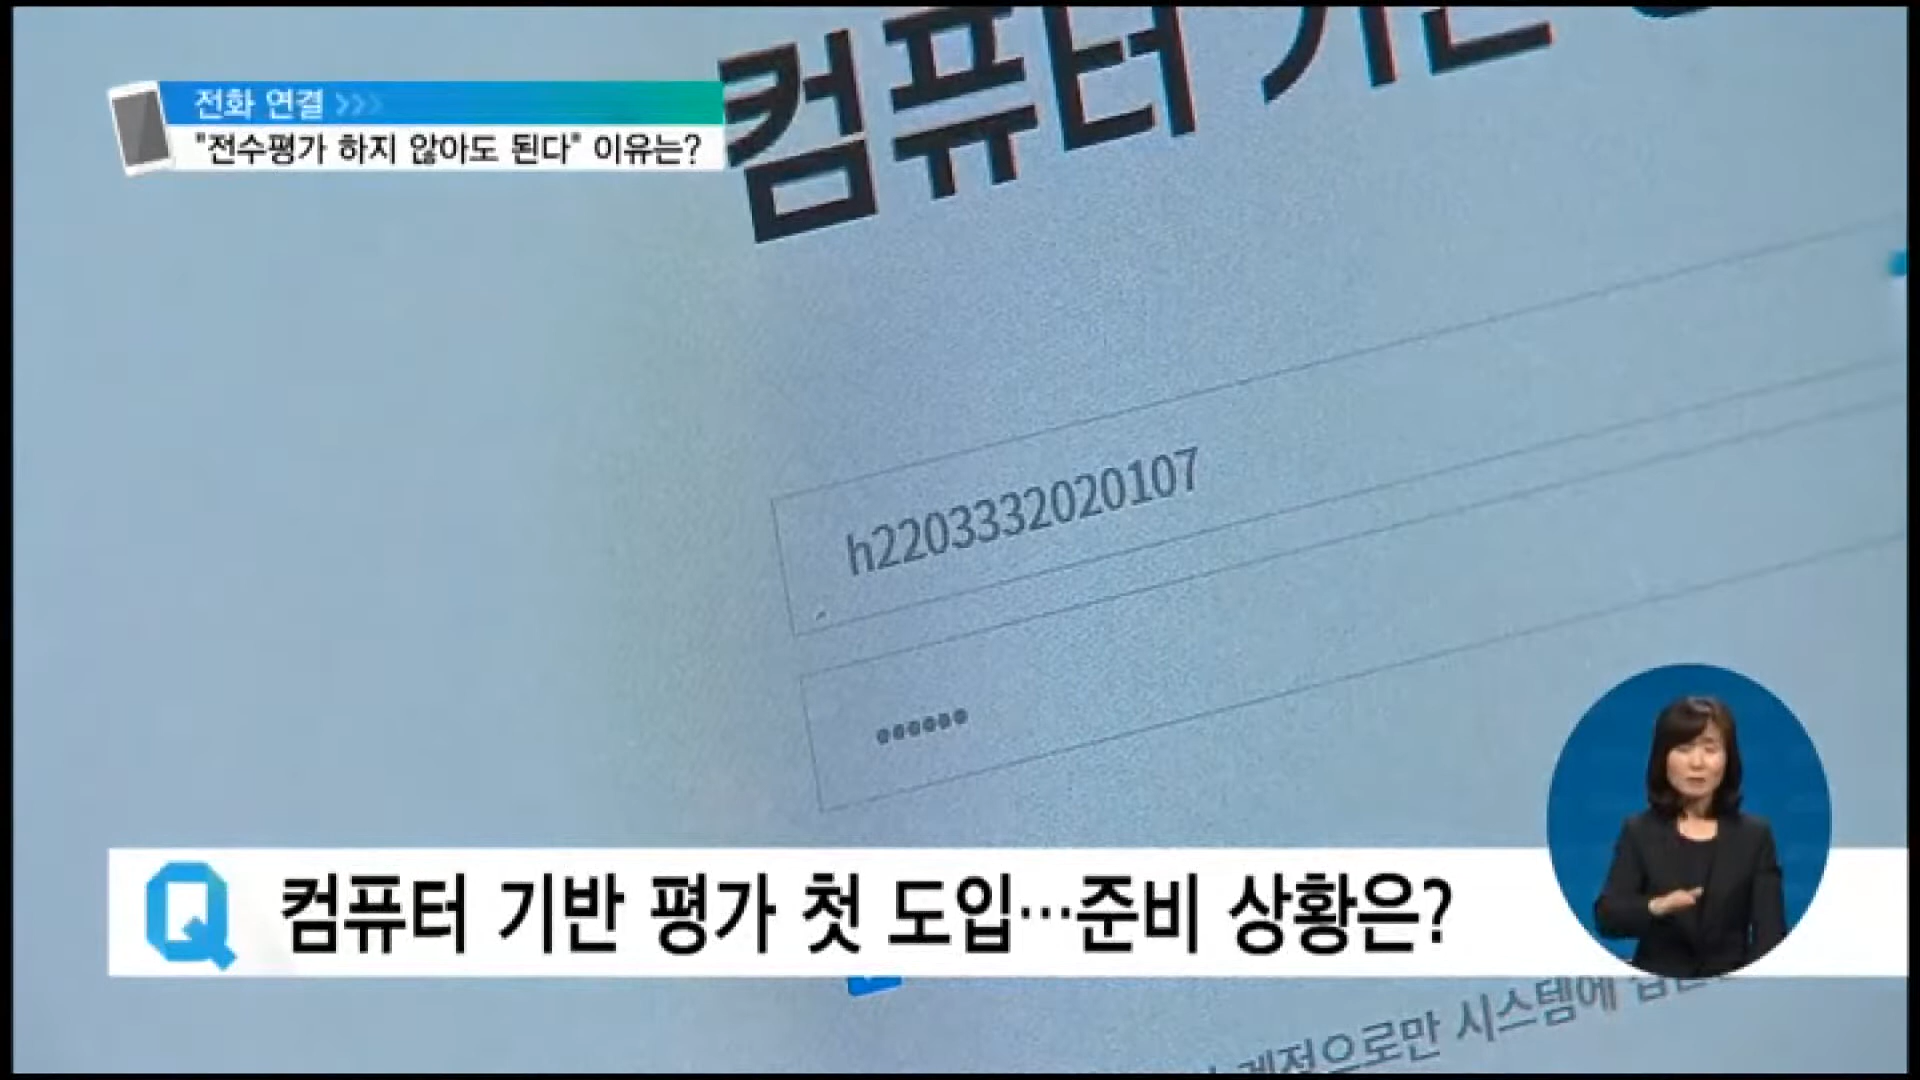 컴퓨터 기반
전화 연결
"전수평가 하지 않아도 된다" 이유는?
h2203332020107
Q 컴퓨터 기반 평가 첫 도입…준비 상황은?
계정으로만 시스템에